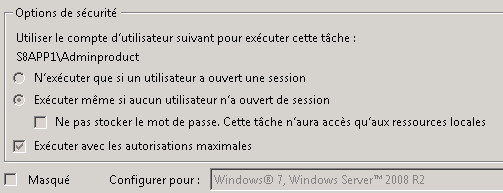 Options de sécurité
Utiliser le compte d'utilisateur suivant pour exécuter cette tâche :
S8APP1\Adminproduct
N'exécuter que si un utilisateur a ouvert une session
Exécuter même si aucun utilisateur n'a ouvert de session
Ne pas stocker le mot de passe. Cette tâche n'aura accès qu'aux ressources locales
Exécuter avec les autorisations maximales
Masqué Configurer pour : Windows® 7, Windows Server™ 2008 R2